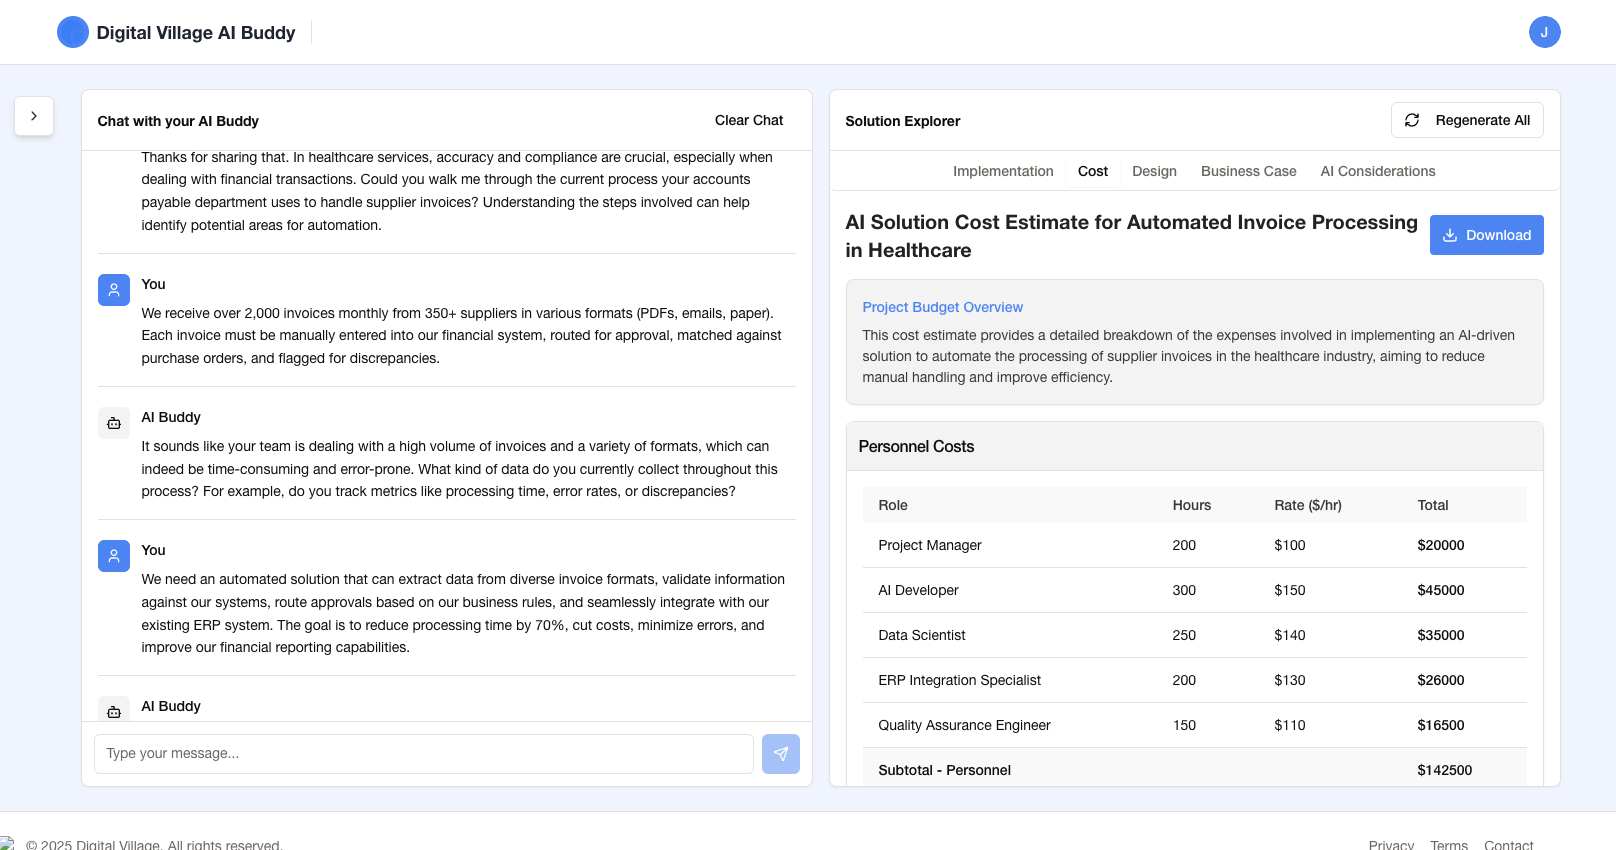 Digital Village AI Buddy
J
Chat with your AI Buddy
Clear Chat
Thanks for sharing that. In healthcare services, accuracy and compliance are crucial, especially when
dealing with financial transactions. Could you walk me through the current process your accounts
payable department uses to handle supplier invoices? Understanding the steps involved can help
identify potential areas for automation.
You
We receive over 2,000 invoices monthly from 350+ suppliers in various formats (PDFs, emails, paper).
Each invoice must be manually entered into our financial system, routed for approval, matched against
purchase orders, and flagged for discrepancies.
AI Buddy
It sounds like your team is dealing with a high volume of invoices and a variety of formats, which can
indeed be time-consuming and error-prone. What kind of data do you currently collect throughout this
process? For example, do you track metrics like processing time, error rates, or discrepancies?
You
We need an automated solution that can extract data from diverse invoice formats, validate information
against our systems, route approvals based on our business rules, and seamlessly integrate with our
existing ERP system. The goal is to reduce processing time by 70%, cut costs, minimize errors, and
improve our financial reporting capabilities.
AI Buddy
Type your message...
Solution Explorer
Regenerate All
Implementation Cost Design Business Case AI Considerations
AI Solution Cost Estimate for Automated Invoice Processing
in Healthcare
Download
Project Budget Overview
This cost estimate provides a detailed breakdown of the expenses involved in implementing an AI-driven
solution to automate the processing of supplier invoices in the healthcare industry, aiming to reduce
manual handling and improve efficiency.
Personnel Costs
Role Hours Rate ($/hr) Total
Project Manager 200 $100 $20000
AI Developer 300 $150 $45000
Data Scientist 250 $140 $35000
ERP Integration Specialist 200 $130 $26000
Quality Assurance Engineer 150 $110 $16500
Subtotal - Personnel $142500
© 2025 Digital Village. All rights reserved.
Privacy Terms Contact